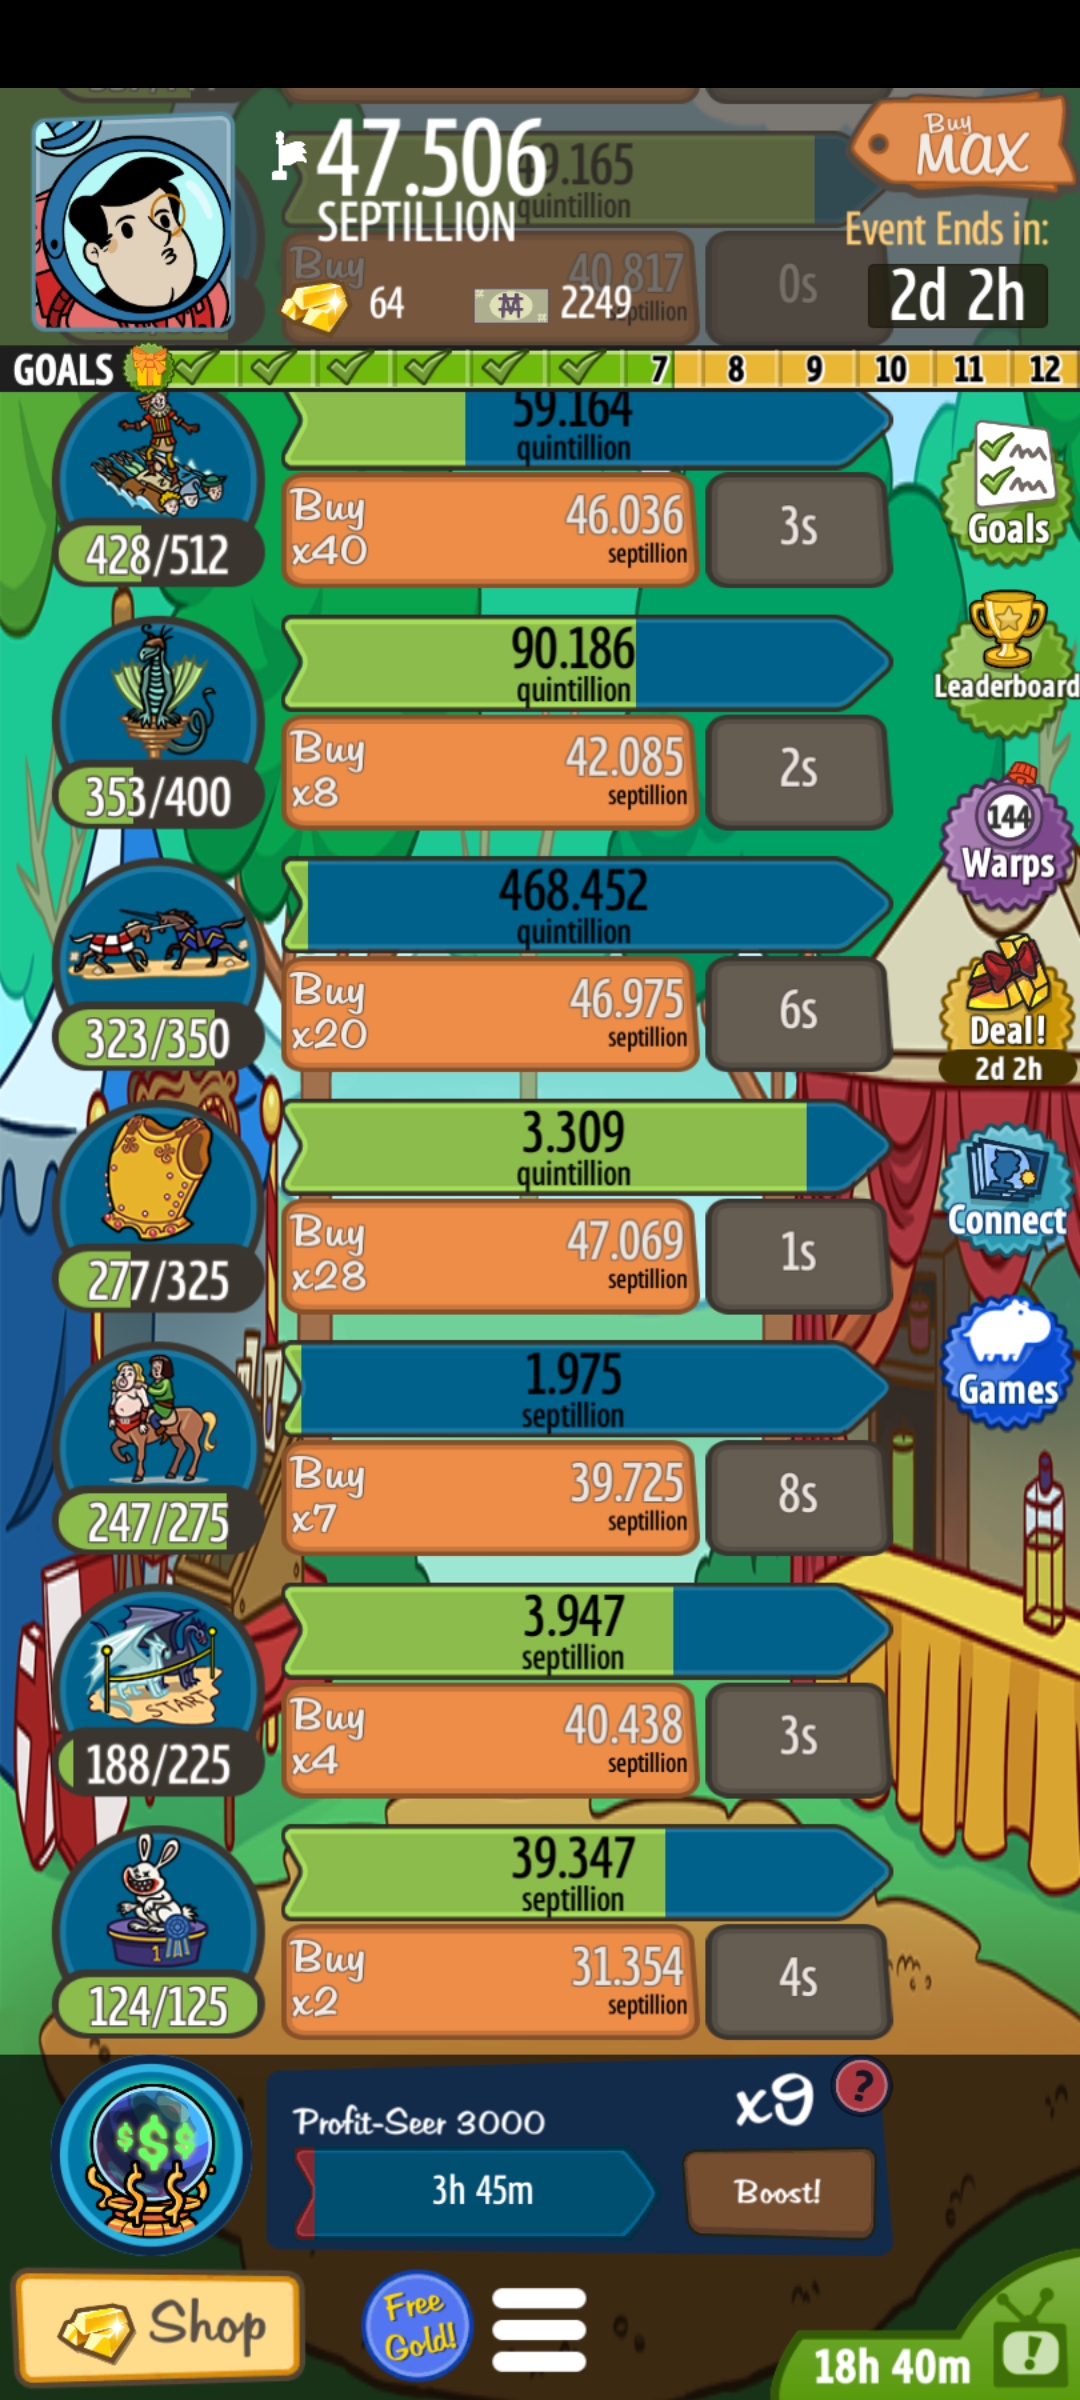 47.506
SEPTILLION
49.165
quintillion
Buy
MAX
Event Ends in:
2d 2h
Buy
40.817
septillion
0s
64
2249
GOALS 7 8 9 10 11 12
59.164
quintillion
428/512
Buy
x40
46.036
septillion
3s
Goals
90.186
quintillion
353/400
Buy
x8
42.085
septillion
2s
Leaderboard
144
Warps
468.452
quintillion
323/350
Buy
x20
46.975
septillion
6s
Deal!
2d 2h
3.309
quintillion
277/325
Buy
x28
47.069
septillion
1s
Connect
1.975
septillion
247/275
Buy
x7
39.725
septillion
8s
Games
3.947
septillion
START
188/225
Buy
x4
40.438
septillion
3s
39.347
septillion
1
124/125
Buy
x2
31.354
septillion
4s
$$$
Profit-Seer 3000
x9
?
3h 45m
Boost!
Shop
Free
Gold!
18h 40m
!